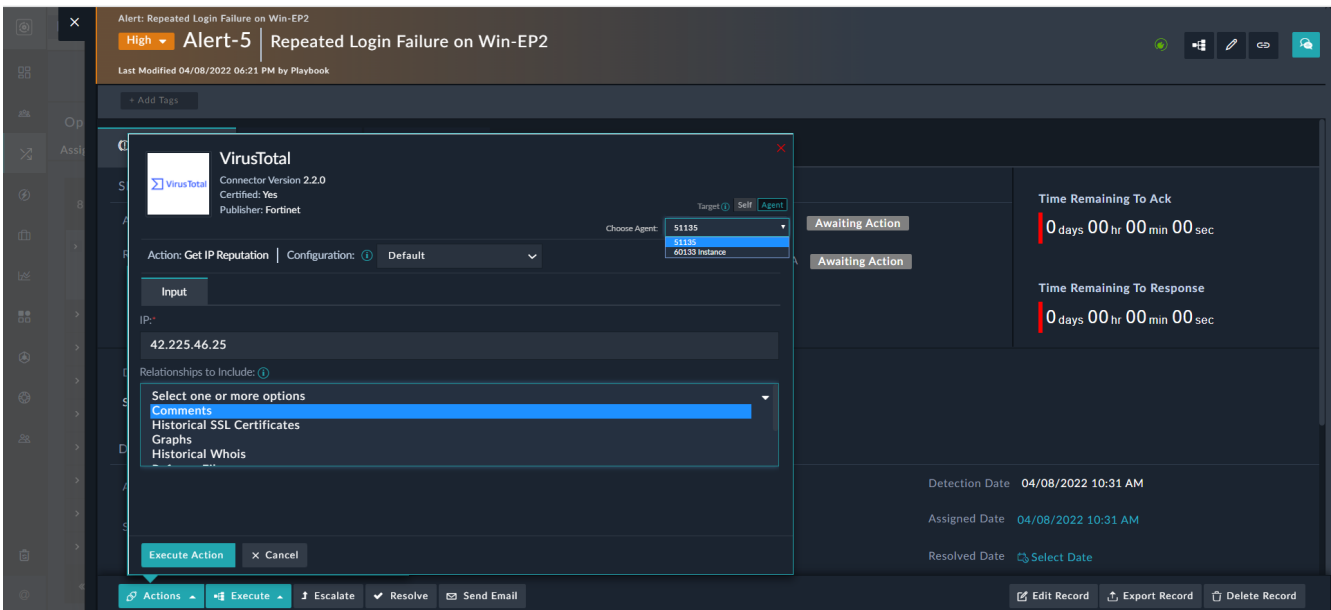 Alert: Repeated Login Failure on Win-EP2
High Alert-5 Repeated Login Failure on Win-EP2
Last Modified 04/08/2022 06:21 PM by Playbook
+ Add Tags
Op
Assig
VirusTotal
VirusTotal
Connector Version 2.2.0
Certified: Yes
Publisher: Fortinet
Target Self Agent
Choose Agent: 51135
51135
60133 Instance
Action: Get IP Reputation Configuration: Default
Input
IP:*
42.225.46.25
Relationships to Include:
Select one or more options
Comments
Historical SSL Certificates
Graphs
Historical Whois
Execute Action X Cancel
Awaiting Action
Awaiting Action
Time Remaining To Ack
0 days 00 hr 00 min 00 sec
Time Remaining To Response
0 days 00 hr 00 min 00 sec
Detection Date 04/08/2022 10:31 AM
Assigned Date 04/08/2022 10:31 AM
Resolved Date Select Date
Actions Execute Escalate Resolve Send Email Edit Record Export Record Delete Record